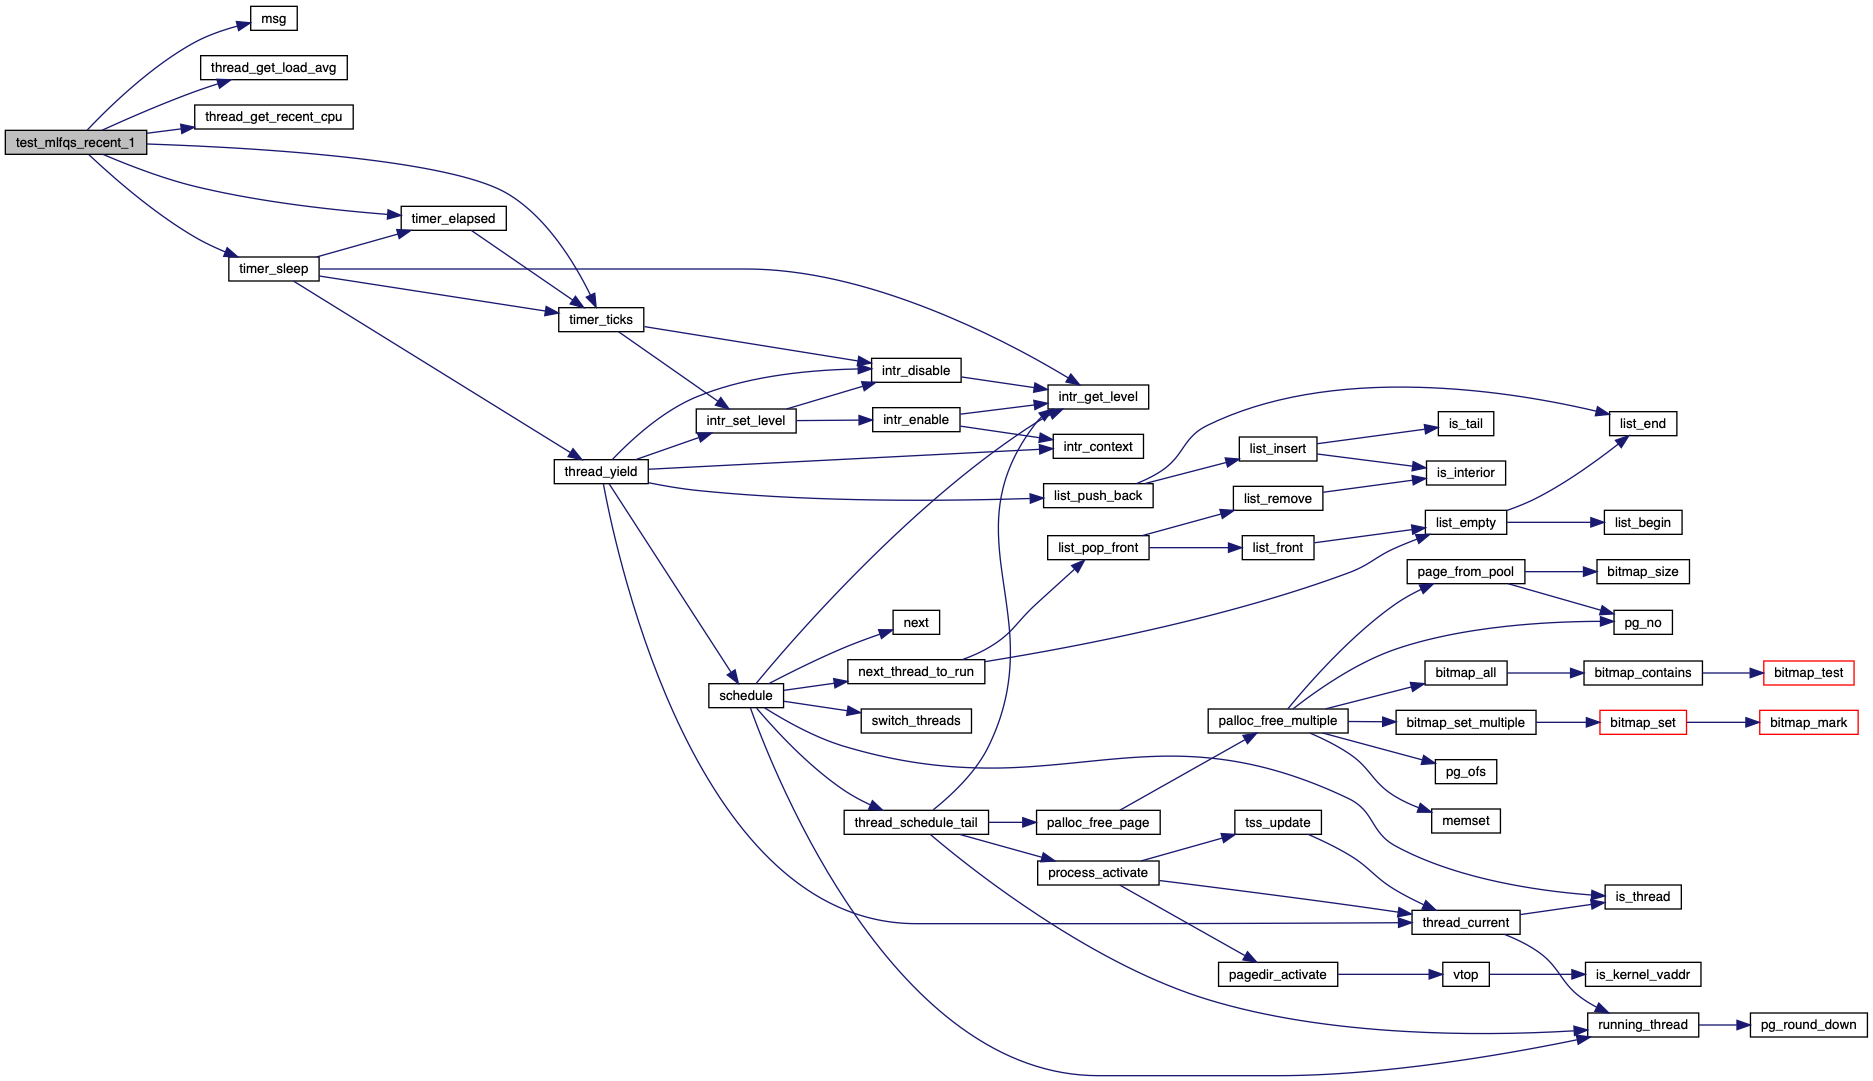 msg
thread_get_load_avg
thread_get_recent_cpu
test_mlfqs_recent_1
timer_elapsed
timer_sleep
timer_ticks
intr_disable
intr_get_level
intr_set_level
intr_enable
is_tail
list_end
intr_context
list_insert
thread_yield
is_interior
list_push_back
list_remove
list_empty
list_begin
list_pop_front
list_front
page_from_pool
bitmap_size
next
pg_no
next_thread_to_run
bitmap_all
bitmap_contains
bitmap_test
schedule
switch_threads
palloc_free_multiple
bitmap_set_multiple
bitmap_set
bitmap_mark
pg_ofs
thread_schedule_tail
palloc_free_page
tss_update
memset
process_activate
is_thread
thread_current
pagedir_activate
vtop
is_kernel_vaddr
running_thread
pg_round_down